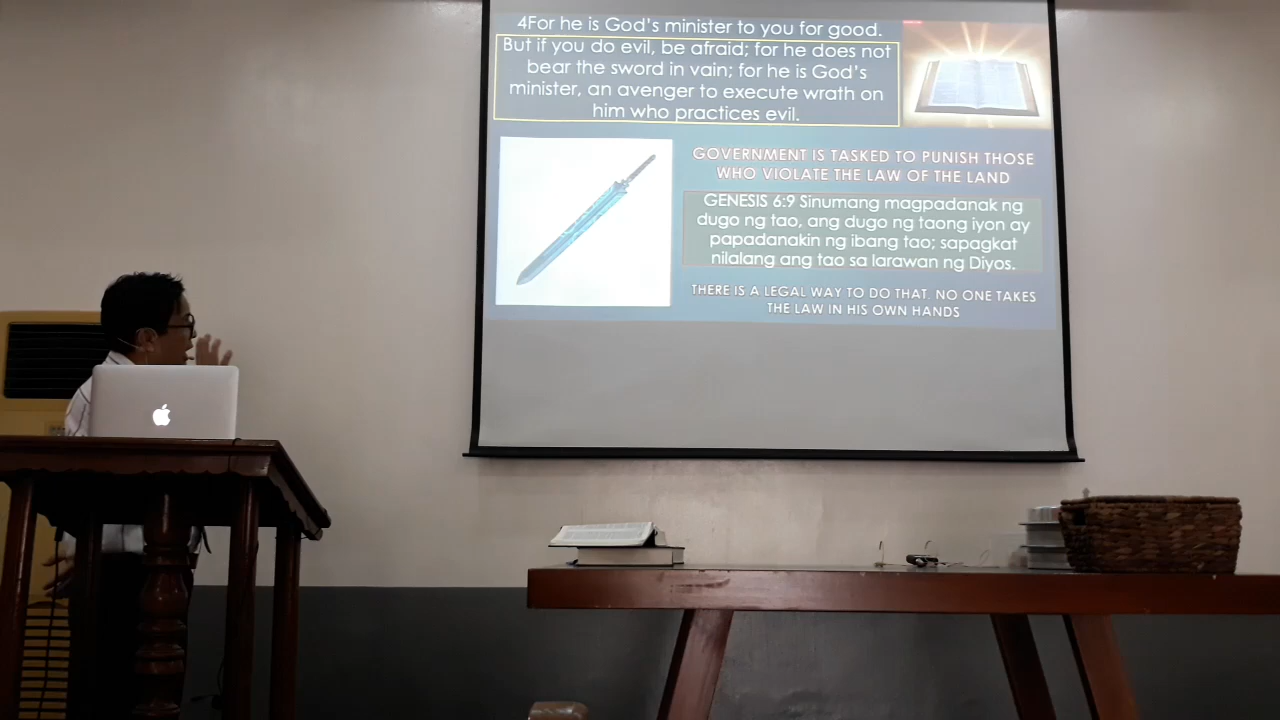 4For he is God's minister to you for good.
But if you do evil, be afraid; for he does not
bear the sword in vain; for he is God's
minister, an avenger to execute wrath on
him who practices evil.
GOVERNMENT IS TASKED TO PUNISH THOSE
WHO VIOLATE THE LAW OF THE LAND
GENESIS 6:9 Sinumang magpadanak ng
dugo ng tao, ang dugo ng taong iyon ay
papadanakin ng ibang tao; sapagkat
nilalang ang tao sa larawan ng Diyos.
THERE IS A LEGAL WAY TO DO THAT. NO ONE TAKES
THE LAW IN HIS OWN HANDS